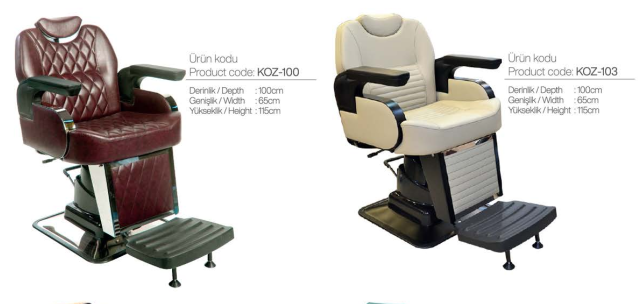 Ürün kodu
Product code: KOZ-100
Derinlik / Depth : 100cm
Genişlik / Width : 65cm
Yükseklik / Height : 115cm
Ürün kodu
Product code: KOZ-103
Derinlik / Depth : 100cm
Genişlik / Width : 65cm
Yükseklik / Height : 115cm